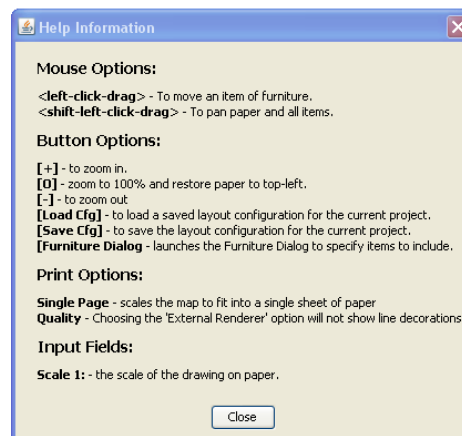 Help Information
Mouse Options:
<left-click-drag> - To move an item of furniture.
<shift-left-click-drag> - To pan paper and all items.
Button Options:
[+] - to zoom in.
[0] - zoom to 100% and restore paper to top-left.
[-] - to zoom out
[Load Cfg] - to load a saved layout configuration for the current project.
[Save Cfg] - to save the layout configuration for the current project.
[Furniture Dialog - launches the Furniture Dialog to specify items to include.
Print Options:
Single Page - scales the map to fit into a single sheet of paper
Quality - Choosing the 'External Renderer' option will not show line decorations
Input Fields:
Scale 1: - the scale of the drawing on paper.
Close